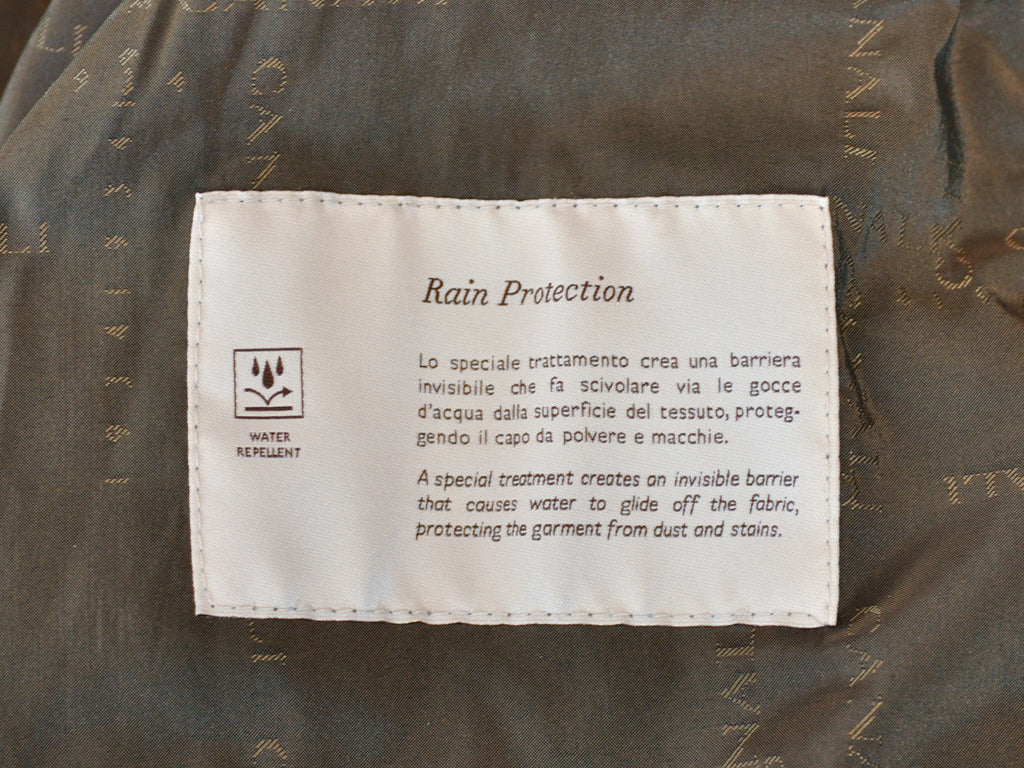 Rain Protection
Lo speciale trattamento crea una barriera
invisibile che fa scivolare via le gocce
d'acqua dalla superficie del tessuto, proteg-
gendo il capo da polvere e macchie.
WATER
REPELLENT
A special treatment creates an invisible barrier
that causes water to glide off the fabric,
protecting the garment from dust and stains.